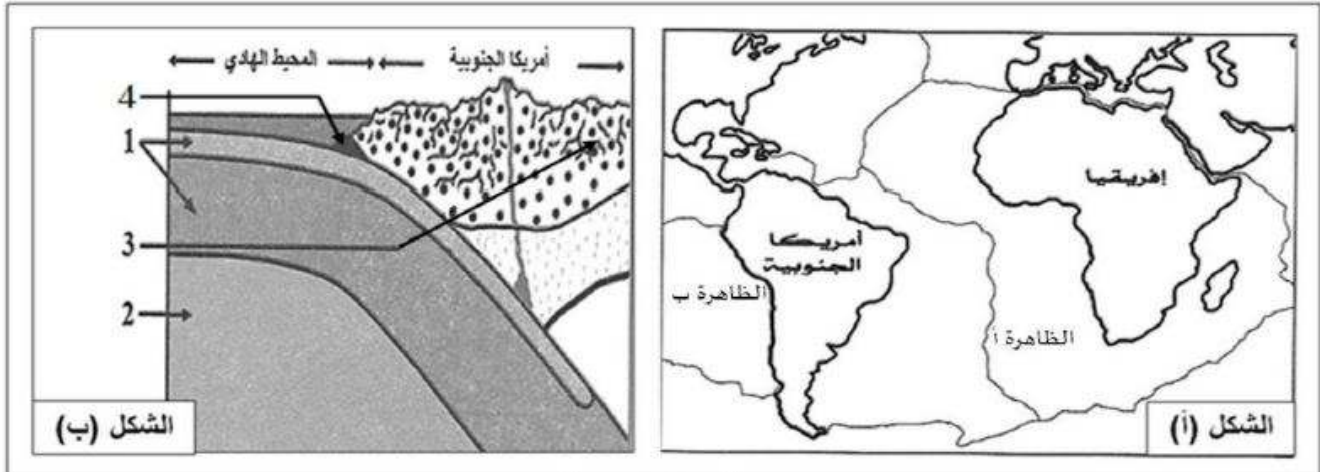 إفريقيا
أمريكا
الجنوبية
الظاهرة ب
الظاهرة أ
الشكل (أ)
أمريكا الجنوبية
المحيط الهادي
4
1
3
2
الشكل (ب)